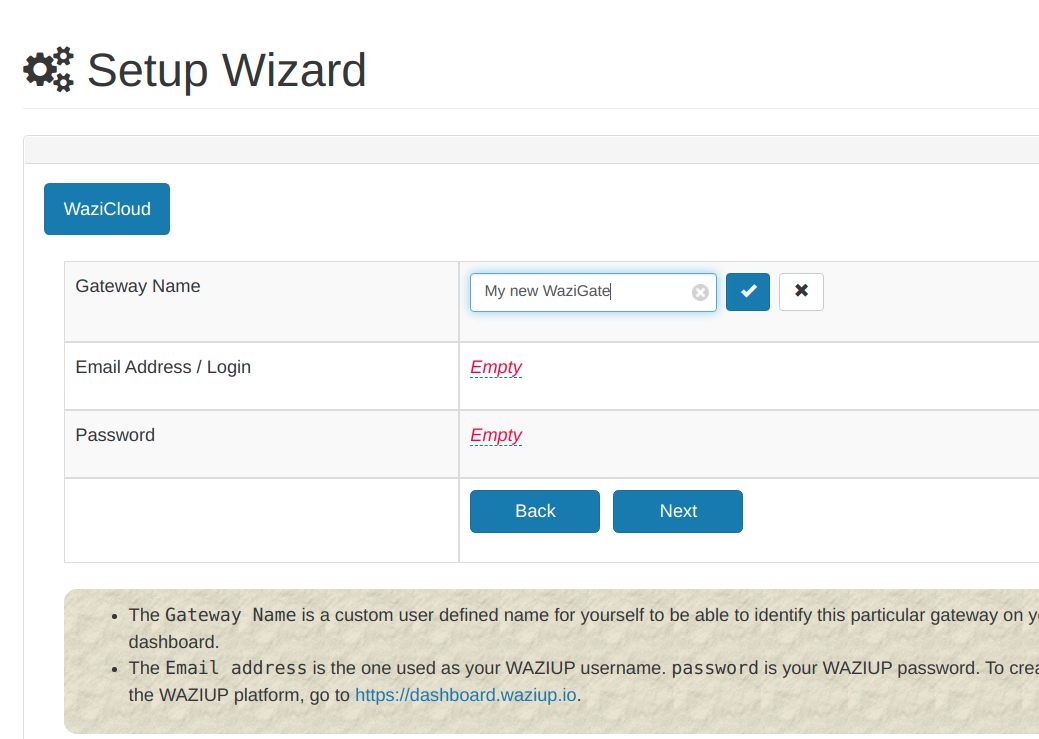 Setup Wizard
WaziCloud
Gateway Name
My new WaziGate
Email Address / Login
Empty
Password
Empty
Back Next
The Gateway Name is a custom user defined name for yourself to be able to identify this particular gateway on
dashboard.
The Email address is the one used as your WAZIUP username. password is your WAZIUP password. To
the WAZIUP platform, go to https://dashboard.waziup.io.